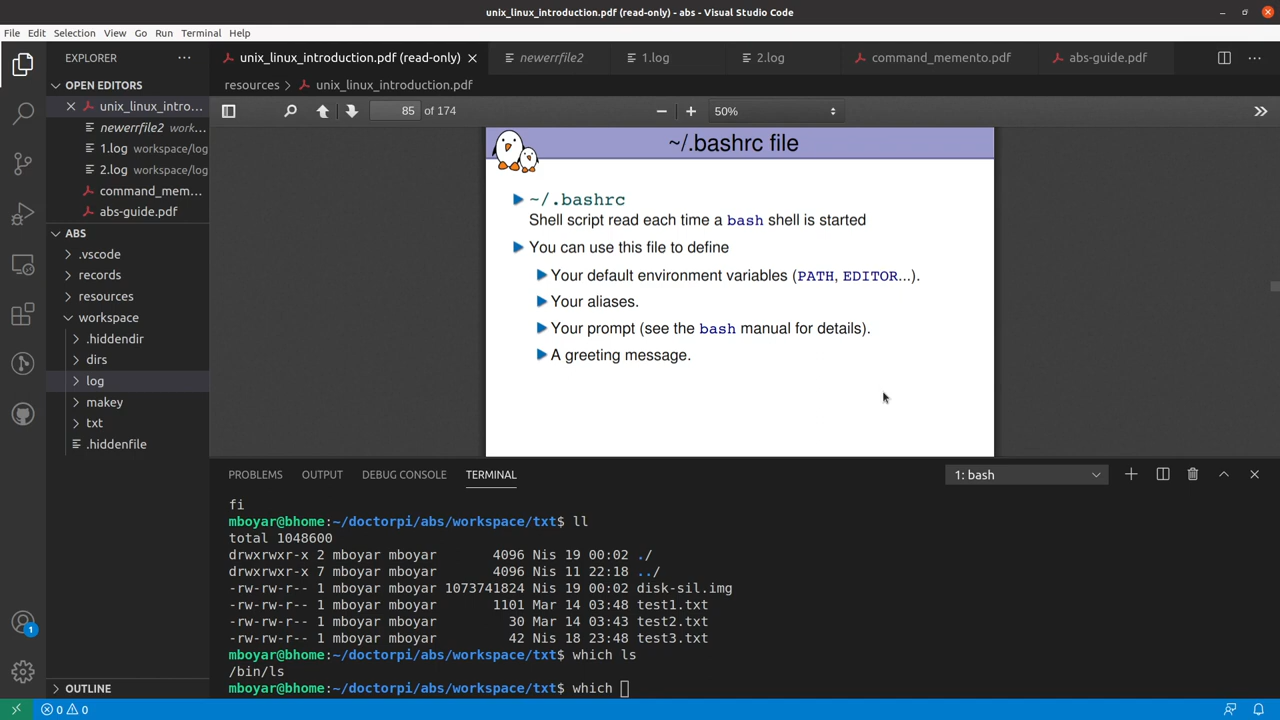 unix_linux_introduction.pdf (read-only) - abs - Visual Studio Code
File Edit Selection View Go Run Terminal Help
EXPLORER
unix_linux_introduction.pdf (read-only)
newerrfile2
1.log
2.log
command_memento.pdf
abs-guide.pdf
OPEN EDITORS
resources
unix_linux_introduction.pdf
unix_linux_intro...
newerrfile2 work...
1.log workspace/log
2.log workspace/log
command_mem...
abs-guide.pdf
ABS
.vscode
records
resources
workspace
.hiddendir
dirs
log
makey
txt
.hiddenfile
OUTLINE
1
85 of 174
50%
~/.bashrc file
~/.bashrc
Shell script read each time a bash shell is started
You can use this file to define
Your default environment variables (PATH, EDITOR...).
Your aliases.
Your prompt (see the bash manual for details).
A greeting message.
PROBLEMS OUTPUT DEBUG CONSOLE TERMINAL
1: bash
fi
mboyar@bhome:~/doctorpi/abs/workspace/txt$ ll
total 1048600
drwxrwxr-x 2 mboyar mboyar 4096 Nis 19 00:02 ./
drwxrwxr-x 7 mboyar mboyar 4096 Nis 11 22:18 ../
-rw-rw-r-- 1 mboyar mboyar 1073741824 Nis 19 00:02 disk-sil.img
-rw-rw-r-- 1 mboyar mboyar 1101 Mar 14 03:48 test1.txt
-rw-rw-r-- 1 mboyar mboyar 30 Mar 14 03:43 test2.txt
-rw-rw-r-- 1 mboyar mboyar 42 Nis 18 23:48 test3.txt
mboyar@bhome:~/doctorpi/abs/workspace/txt$ which ls
/bin/ls
mboyar@bhome:~/doctorpi/abs/workspace/txt$ which
0 0